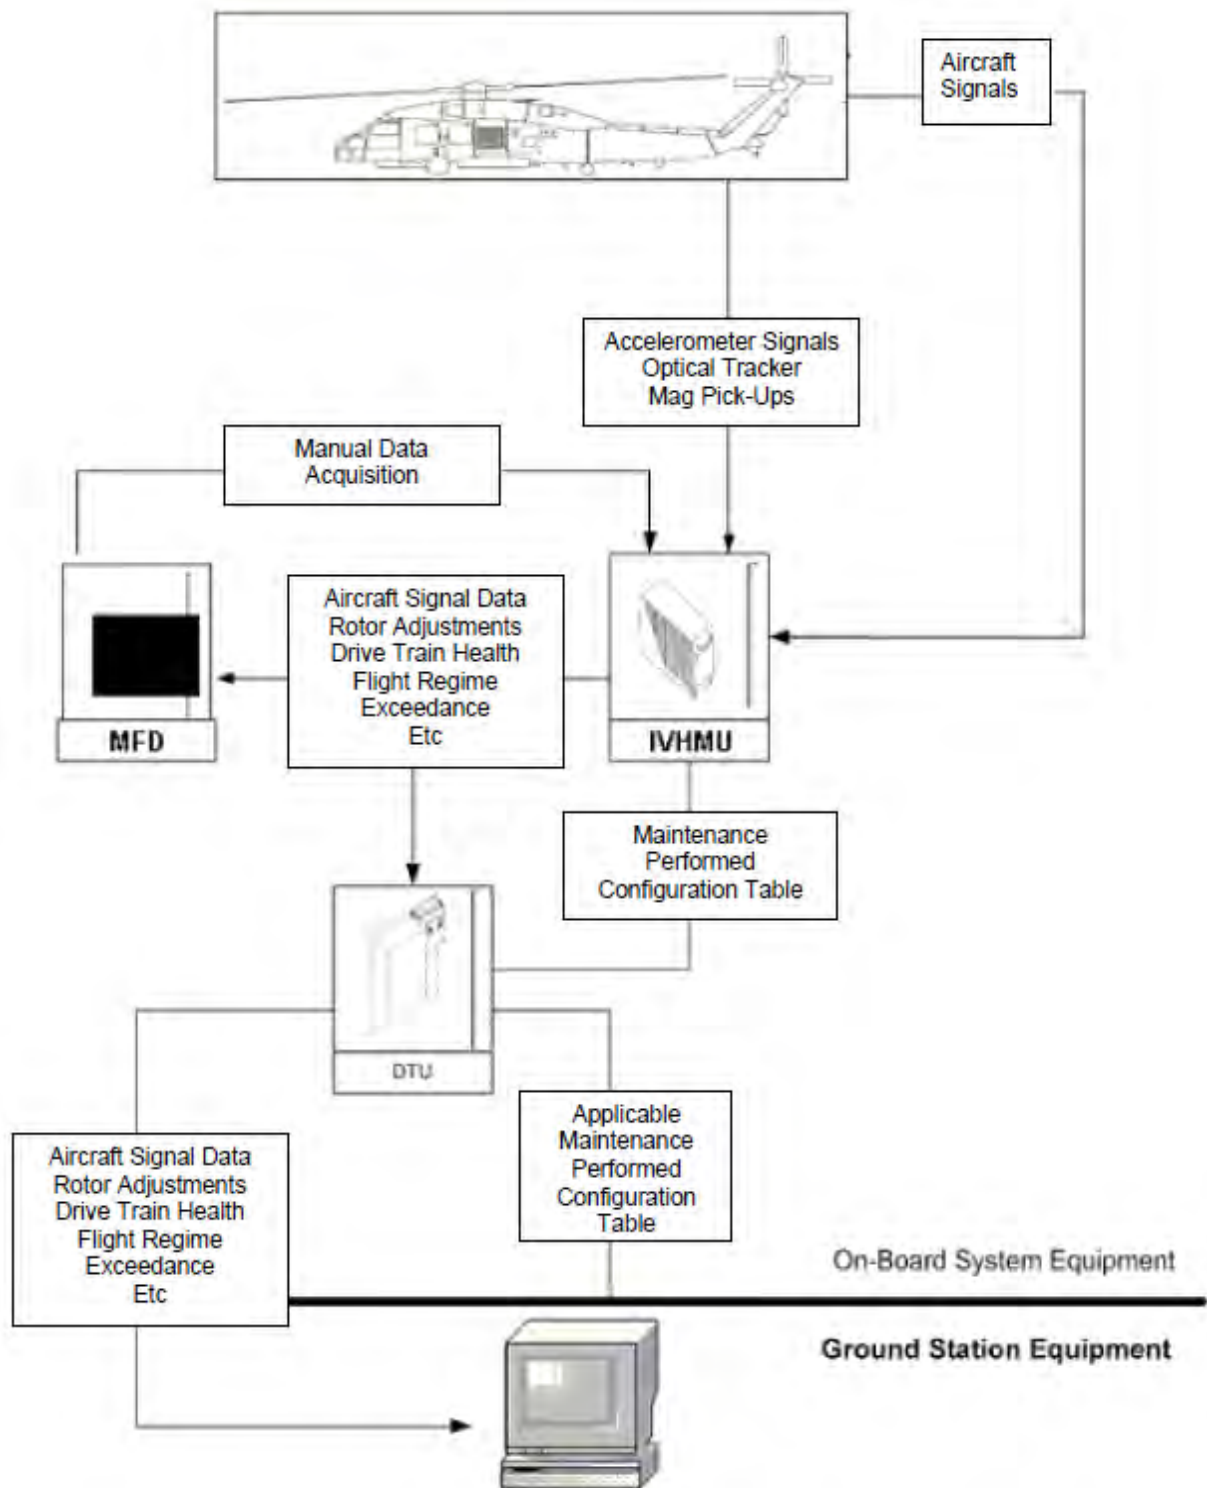 Aircraft
Signals
Accelerometer Signals
Optical Tracker
Mag Pick-Ups
Manual Data
Acquisition
Aircraft Signal Data
Rotor Adjustments
Drive Train Health
Flight Regime
Exceedance
Etc
MFD
IVHMU
Maintenance
Performed
Configuration Table
DTU
Applicable
Maintenance
Performed
Configuration
Table
Aircraft Signal Data
Rotor Adjustments
Drive Train Health
Flight Regime
Exceedance
Etc
On-Board System Equipment
Ground Station Equipment